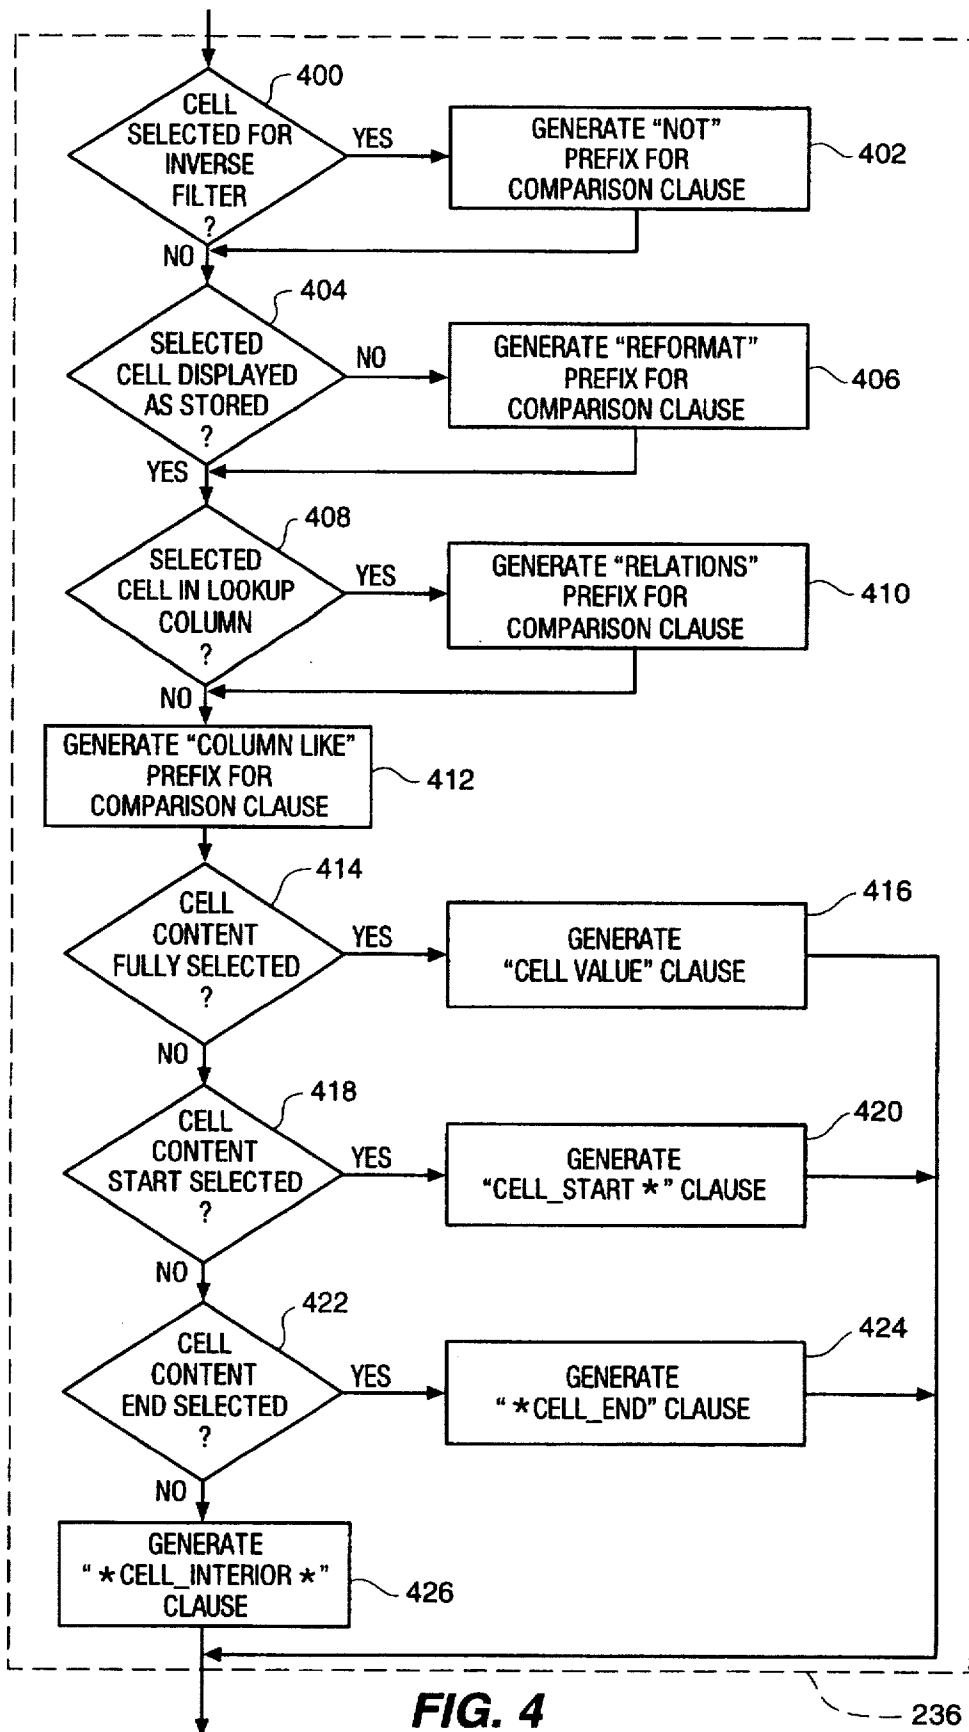 400
CELL
SELECTED FOR
INVERSE
FILTER
?
YES
GENERATE “NOT”
PREFIX FOR
COMPARISON CLAUSE
402
NO
404
SELECTED
CELL DISPLAYED
AS STORED
?
NO
GENERATE “REFORMAT”
PREFIX FOR
COMPARISON CLAUSE
406
YES
408
SELECTED
CELL IN LOOKUP
COLUMN
?
YES
GENERATE “RELATIONS”
PREFIX FOR
COMPARISON CLAUSE
410
NO
GENERATE “COLUMN LIKE”
PREFIX FOR
COMPARISON CLAUSE
412
414
CELL
CONTENT
FULLY SELECTED
?
YES
416
GENERATE
“CELL VALUE” CLAUSE
NO
418
CELL
CONTENT
START SELECTED
?
YES
420
GENERATE
“CELL_START *” CLAUSE
NO
422
CELL
CONTENT
END SELECTED
?
YES
424
GENERATE
“ *CELL_END” CLAUSE
NO
GENERATE
“ *CELL_INTERIOR *”
CLAUSE
426
FIG. 4
236